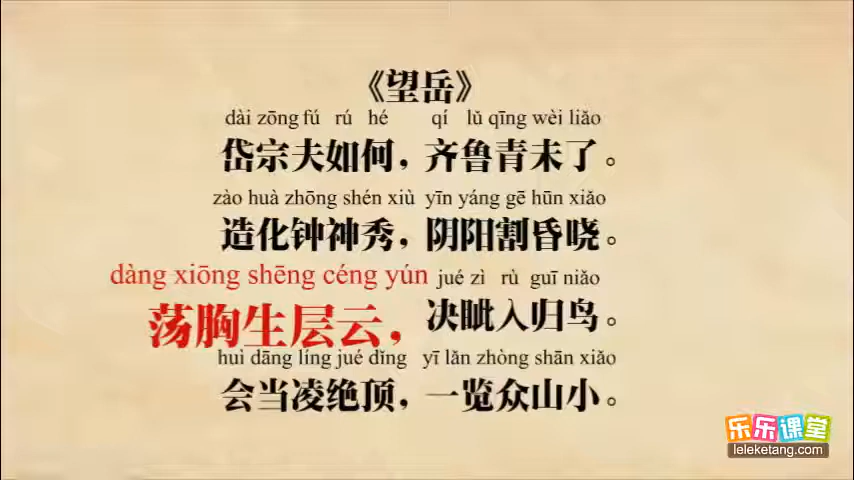 《望岳》
dài zōng fú rú hé qí lǔ qīng wèi liǎo
岱宗夫如何，齐鲁青未了。
zào huà zhōng shén xiù yīn yáng gē hūn xiǎo
造化钟神秀，阴阳割昏晓。
dàng xiōng shēng céng yún jué zì rù guī niǎo
荡胸生层云，决眦入归鸟。
huì dāng líng jué dǐng yī lǎn zhòng shān xiǎo
会当凌绝顶，一览众山小。
乐乐课堂
leleketang.com